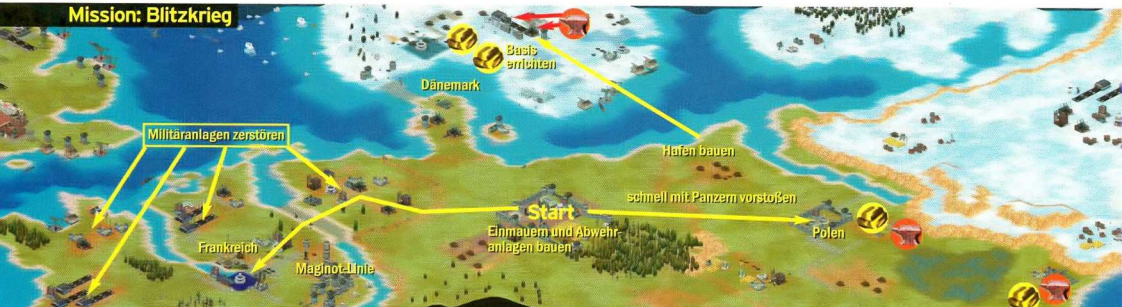 Mission: Blitzkrieg
Basis
errichten
Dänemark
Militäranlagen zerstören
Hafen bauen
schnell mit Panzern vorstoßen
Start
Einmauern und Abwehr-
anlagen bauen
Polen
Frankreich
Maginot-Linie